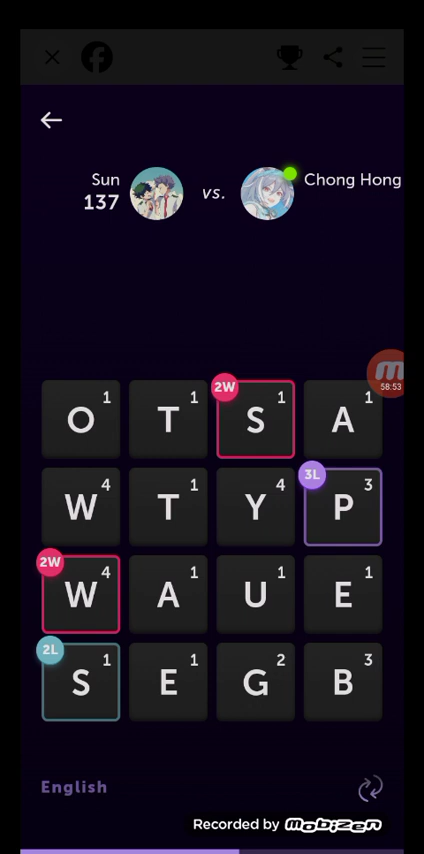 Sun
137
vs.
Chong Hong
58:53
2W
O 1 T 1 S 1 A 1
3L
W 4 T 1 Y 4 P 3
2W
W 4 A 1 U 1 E 1
2L
S 1 E 1 G 2 B 3
English
Recorded by Mobizen